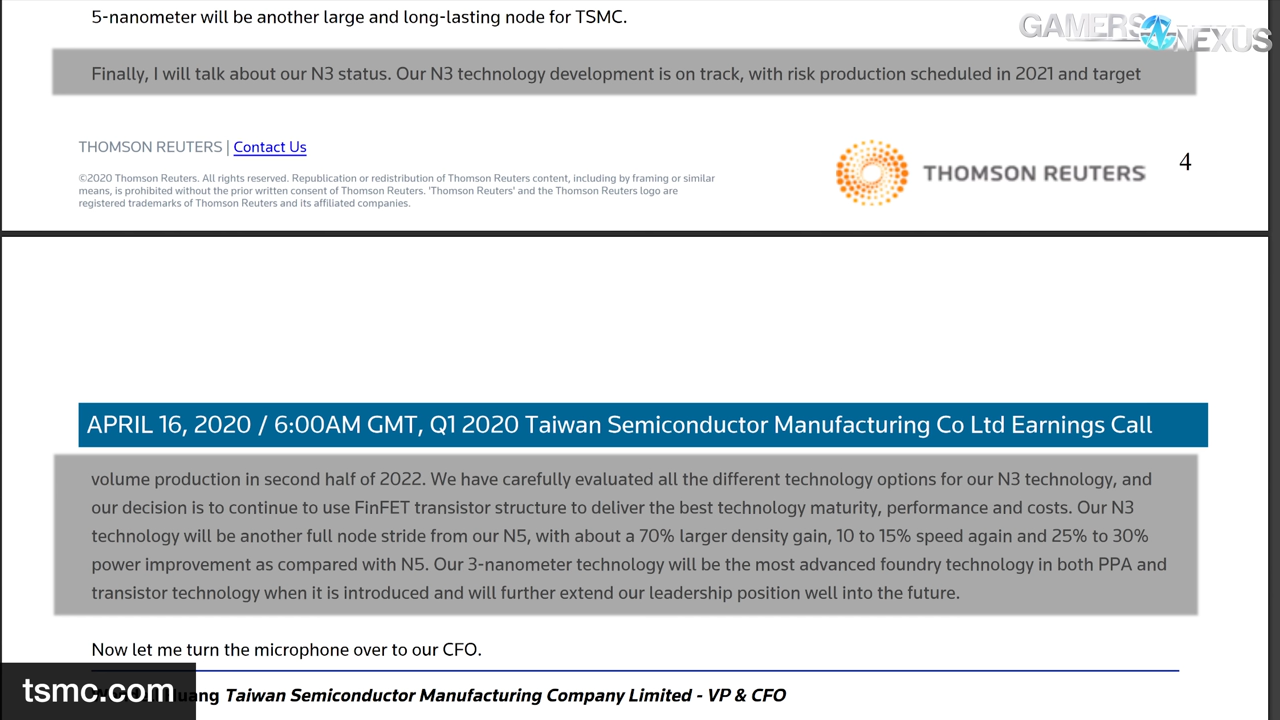 5-nanometer will be another large and long-lasting node for TSMC.
GAMERS NEXUS
Finally, I will talk about our N3 status. Our N3 technology development is on track, with risk production scheduled in 2021 and target
THOMSON REUTERS | Contact Us
©2020 Thomson Reuters. All rights reserved. Republication or redistribution of Thomson Reuters content, including by framing or similar
means, is prohibited without the prior written consent of Thomson Reuters. 'Thomson Reuters' and the Thomson Reuters logo are
registered trademarks of Thomson Reuters and its affiliated companies.
THOMSON REUTERS
4
APRIL 16, 2020 / 6:00AM GMT, Q1 2020 Taiwan Semiconductor Manufacturing Co Ltd Earnings Call
volume production in second half of 2022. We have carefully evaluated all the different technology options for our N3 technology, and
our decision is to continue to use FinFET transistor structure to deliver the best technology maturity, performance and costs. Our N3
technology will be another full node stride from our N5, with about a 70% larger density gain, 10 to 15% speed again and 25% to 30%
power improvement as compared with N5. Our 3-nanometer technology will be the most advanced foundry technology in both PPA and
transistor technology when it is introduced and will further extend our leadership position well into the future.
Now let me turn the microphone over to our CFO.
tsmc.com
Taiwan Semiconductor Manufacturing Company Limited - VP & CFO